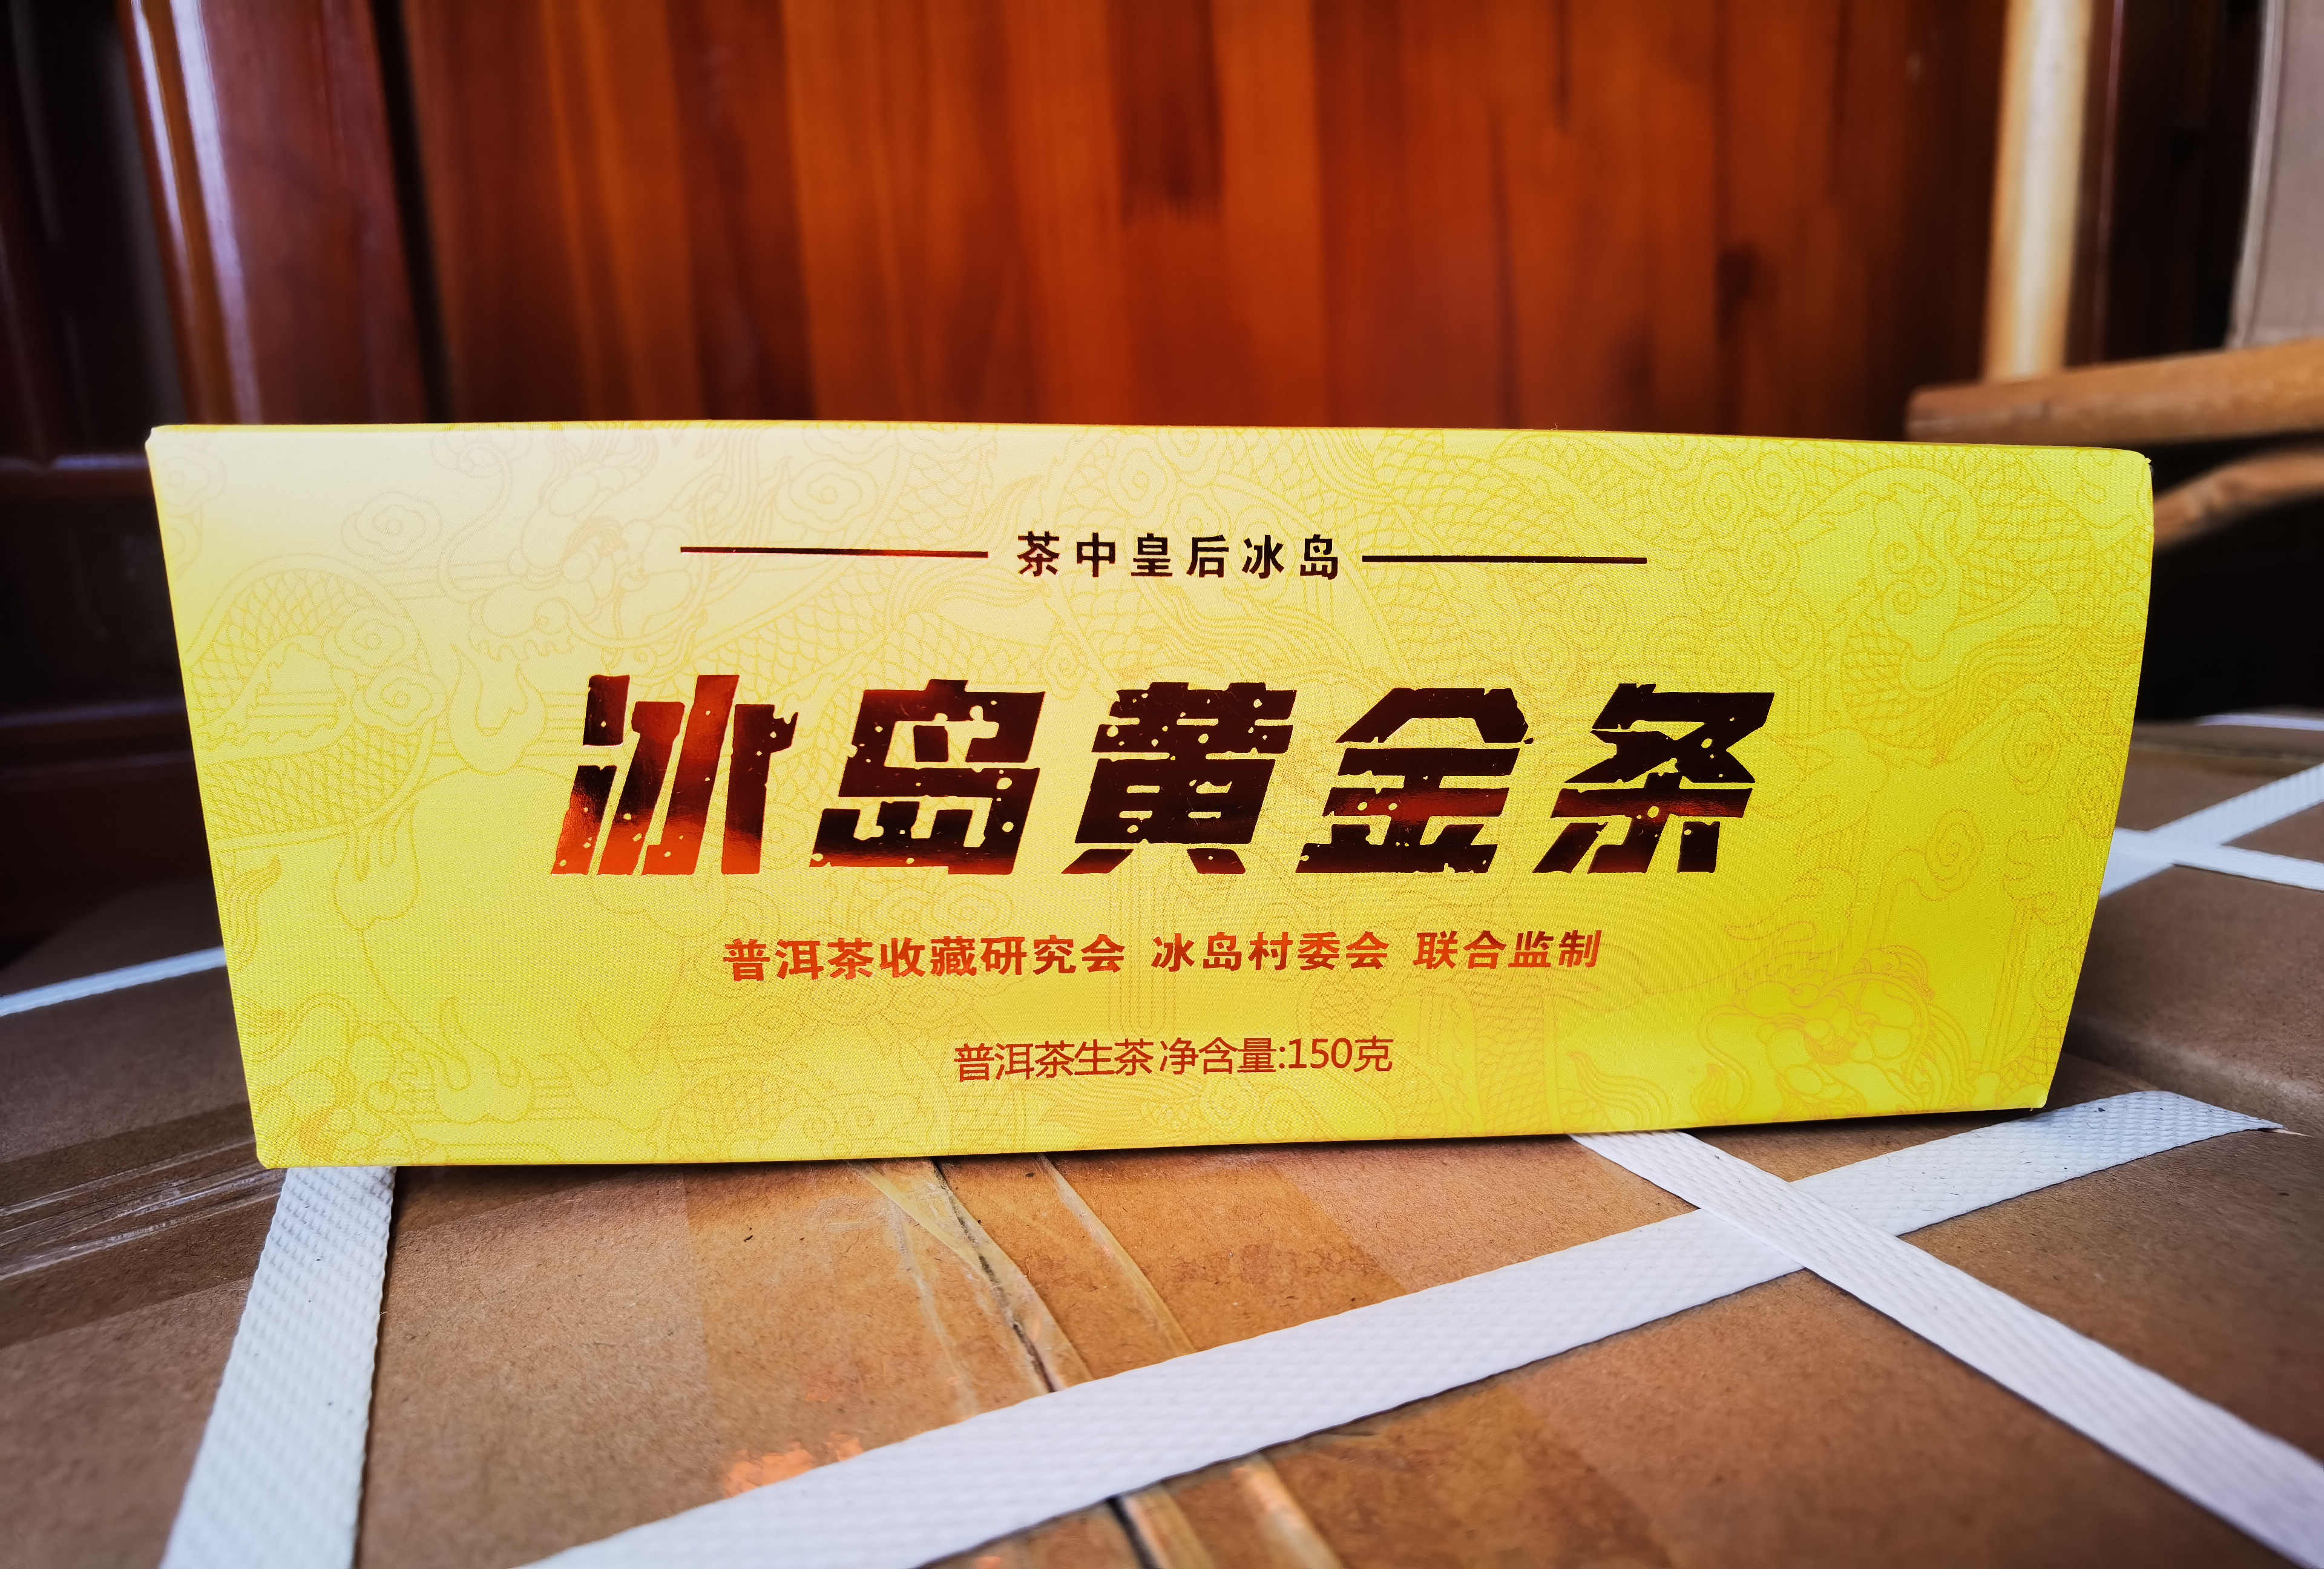 茶中皇后冰岛
冰岛黄金条
普洱茶收藏研究会 冰岛村委会 联合监制
普洱茶生茶 净含量:150克